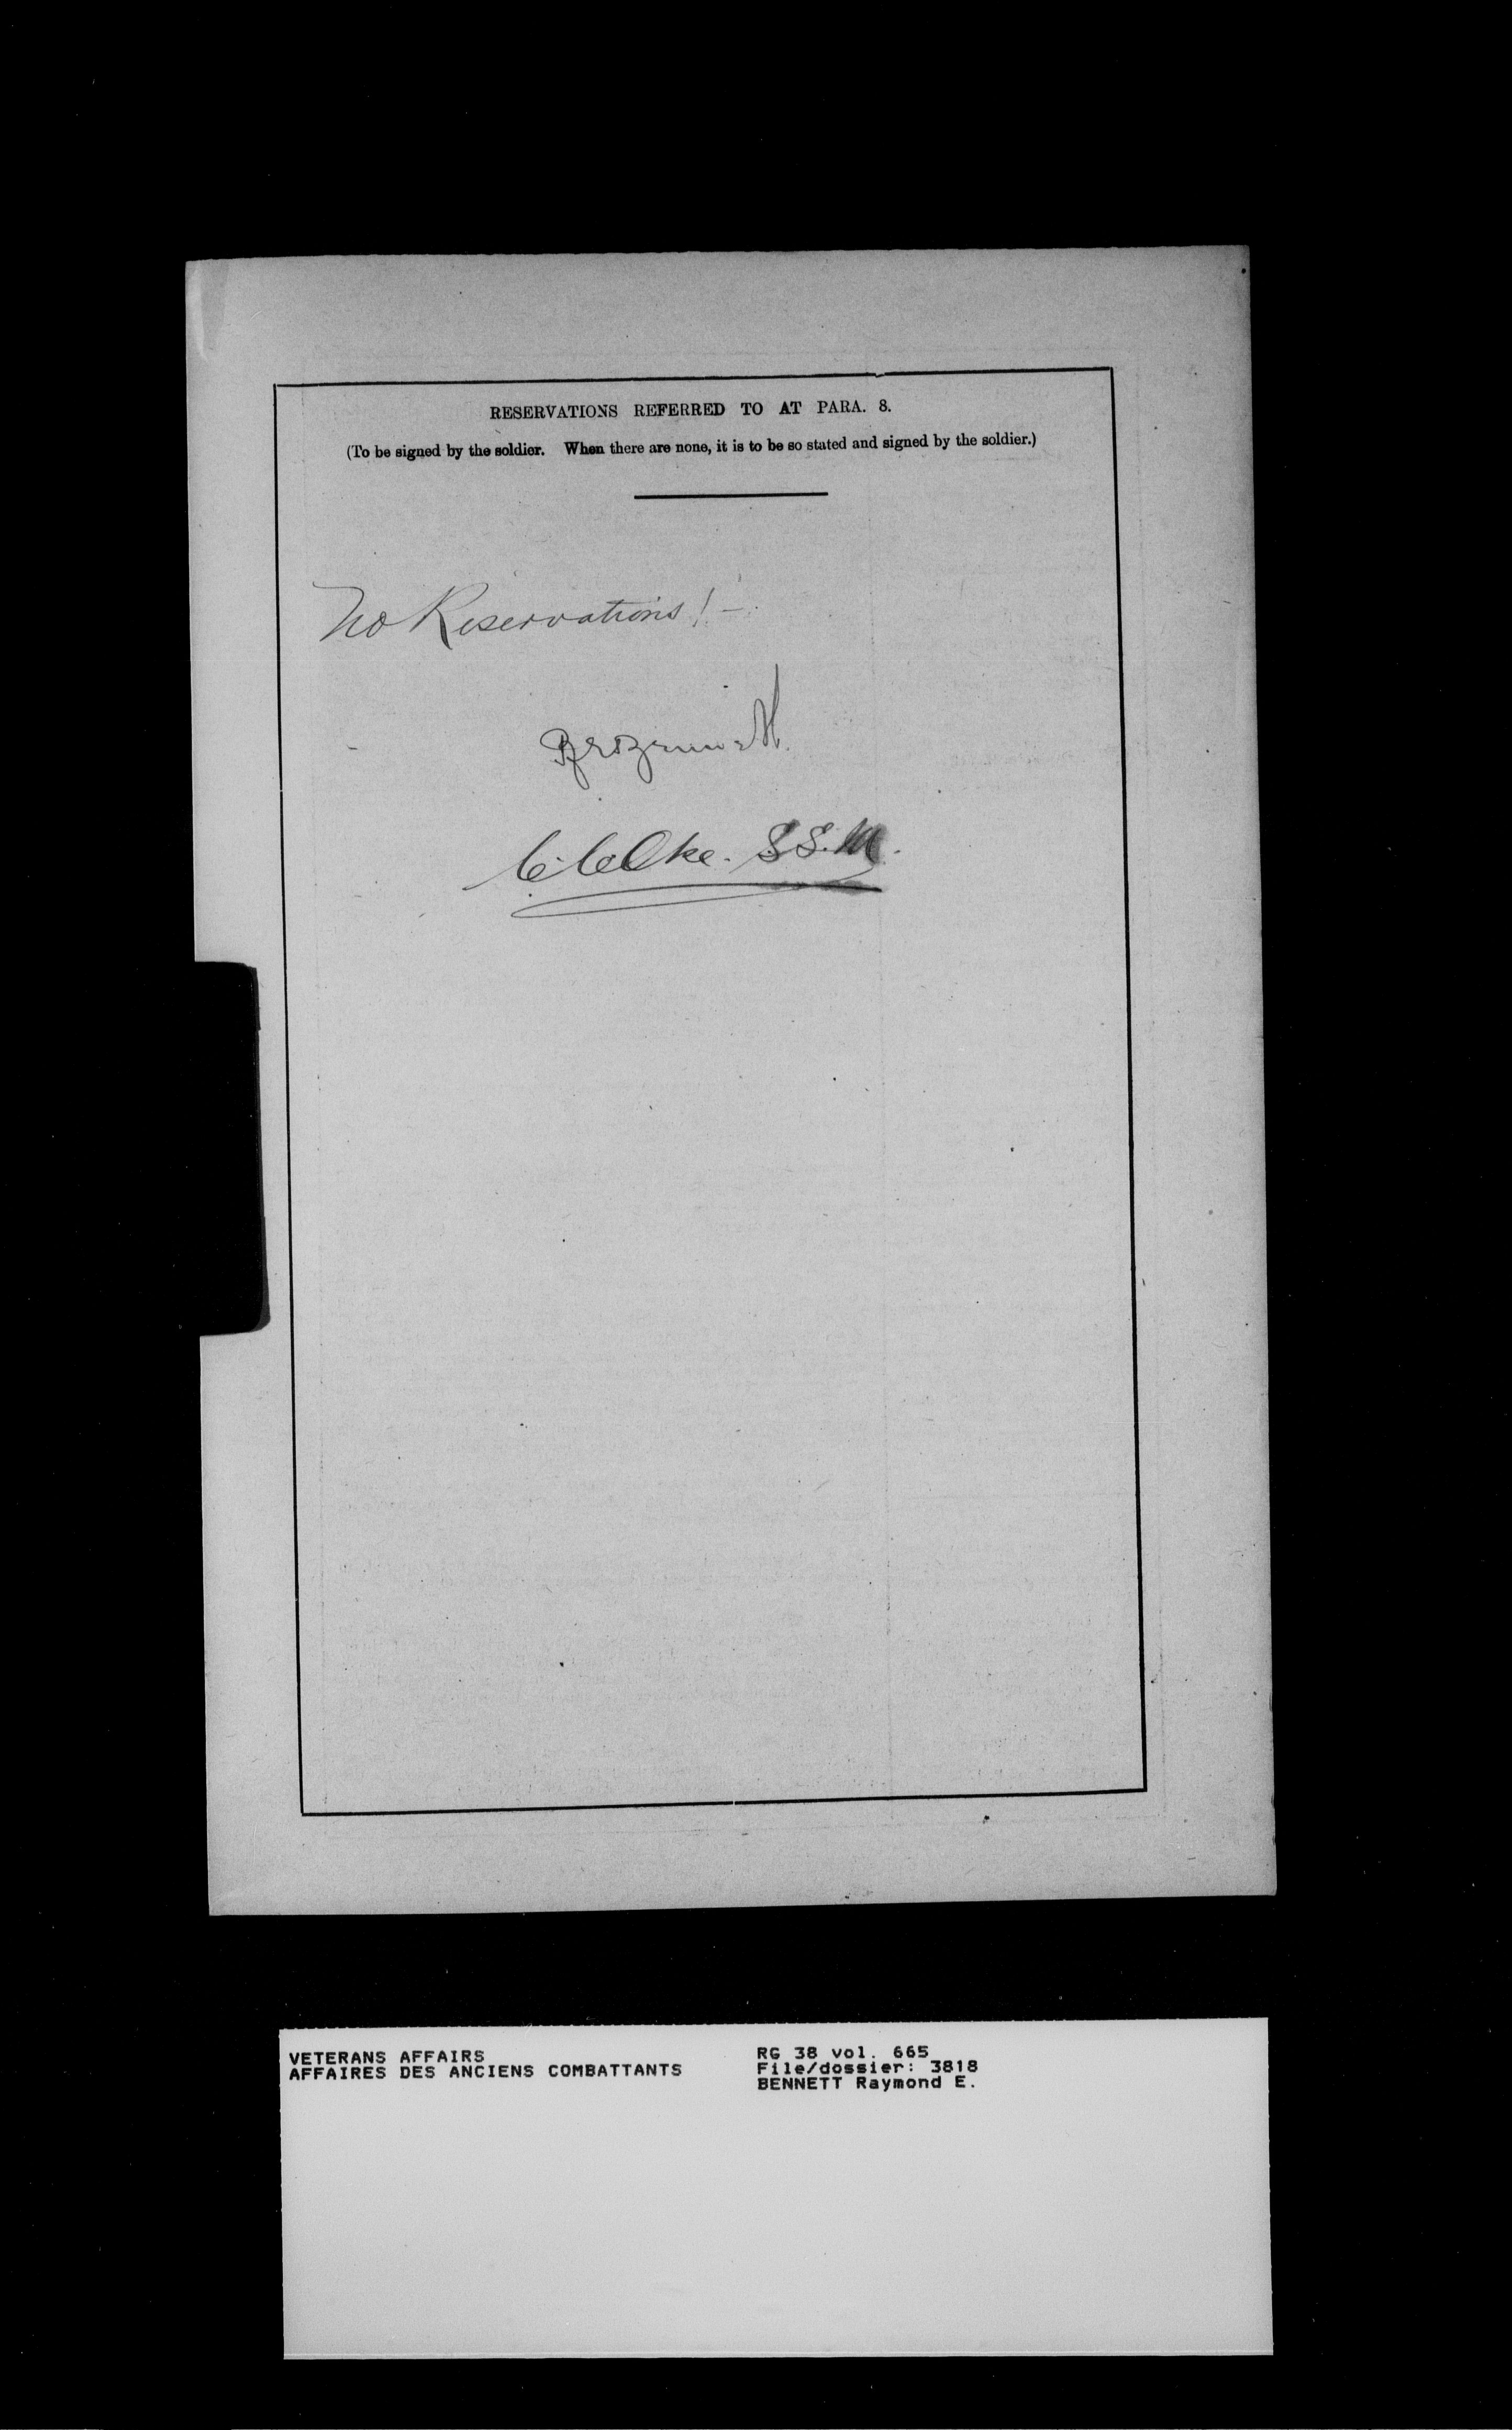 RESERVATIONS REFERRED TO AT PARA. 8.
(To be signed by the soldier. When there are none, it is to be so stated and signed by the soldier.)
No Reservations! -
S.S.M.
VETERANS AFFAIRS
AFFAIRES DES ANCIENS COMBATTANTS
RG 38 vol. 665
File/dossier: 3818
BENNETT Raymond E.